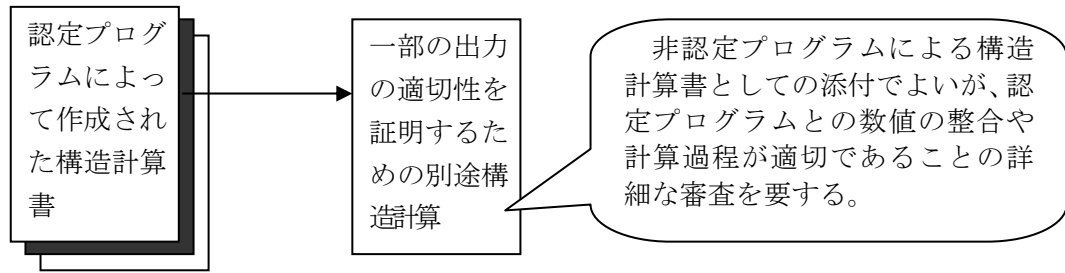 認定プログ
ラムによっ
て作成され
た構造計算
書
一部の出力
の適切性を
証明するた
めの別途構
造計算
非認定プログラムによる構造
計算書としての添付でよいが、認
定プログラムとの数値の整合や
計算過程が適切であることの詳
細な審査を要する。